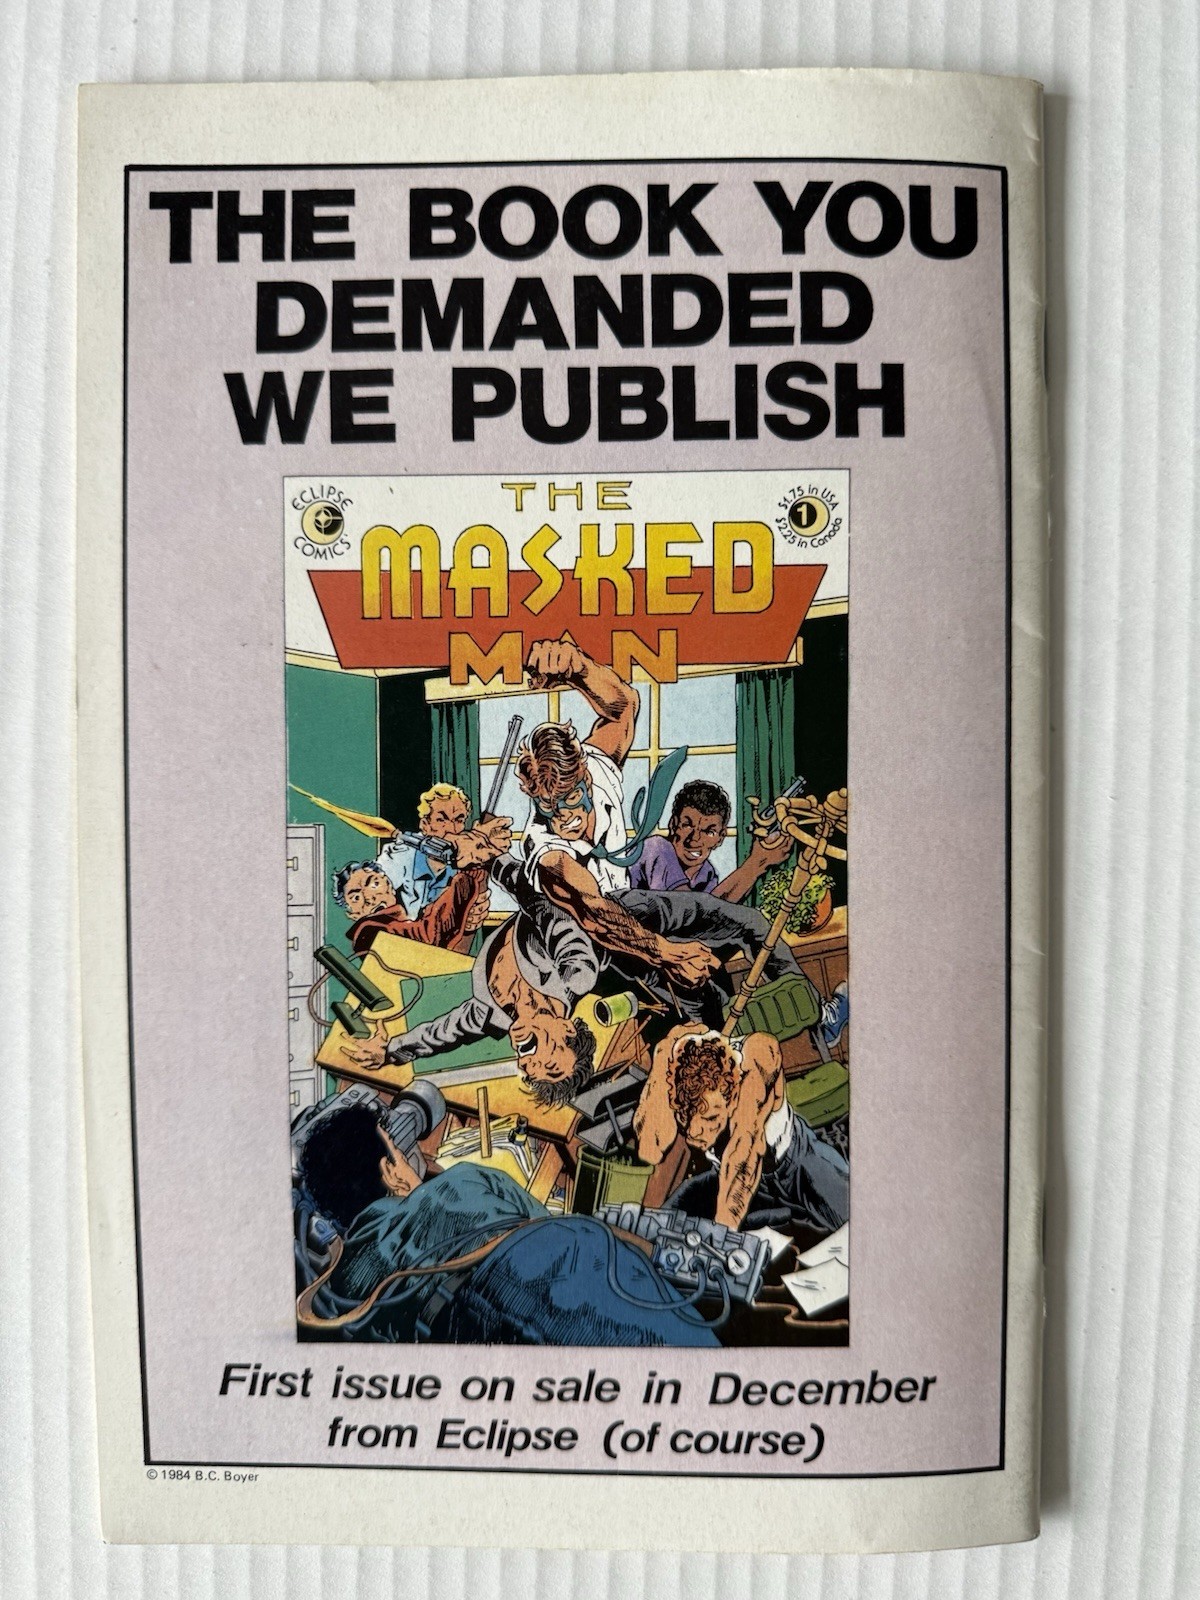 THE BOOK YOU
DEMANDED
WE PUBLISH
ECLIPSE
COMICS
THE
$1.75 in USA
1
$2.25 in Canada
MASKED
MAN
First issue on sale in December
from Eclipse (of course)
© 1984 B.C. Boyer